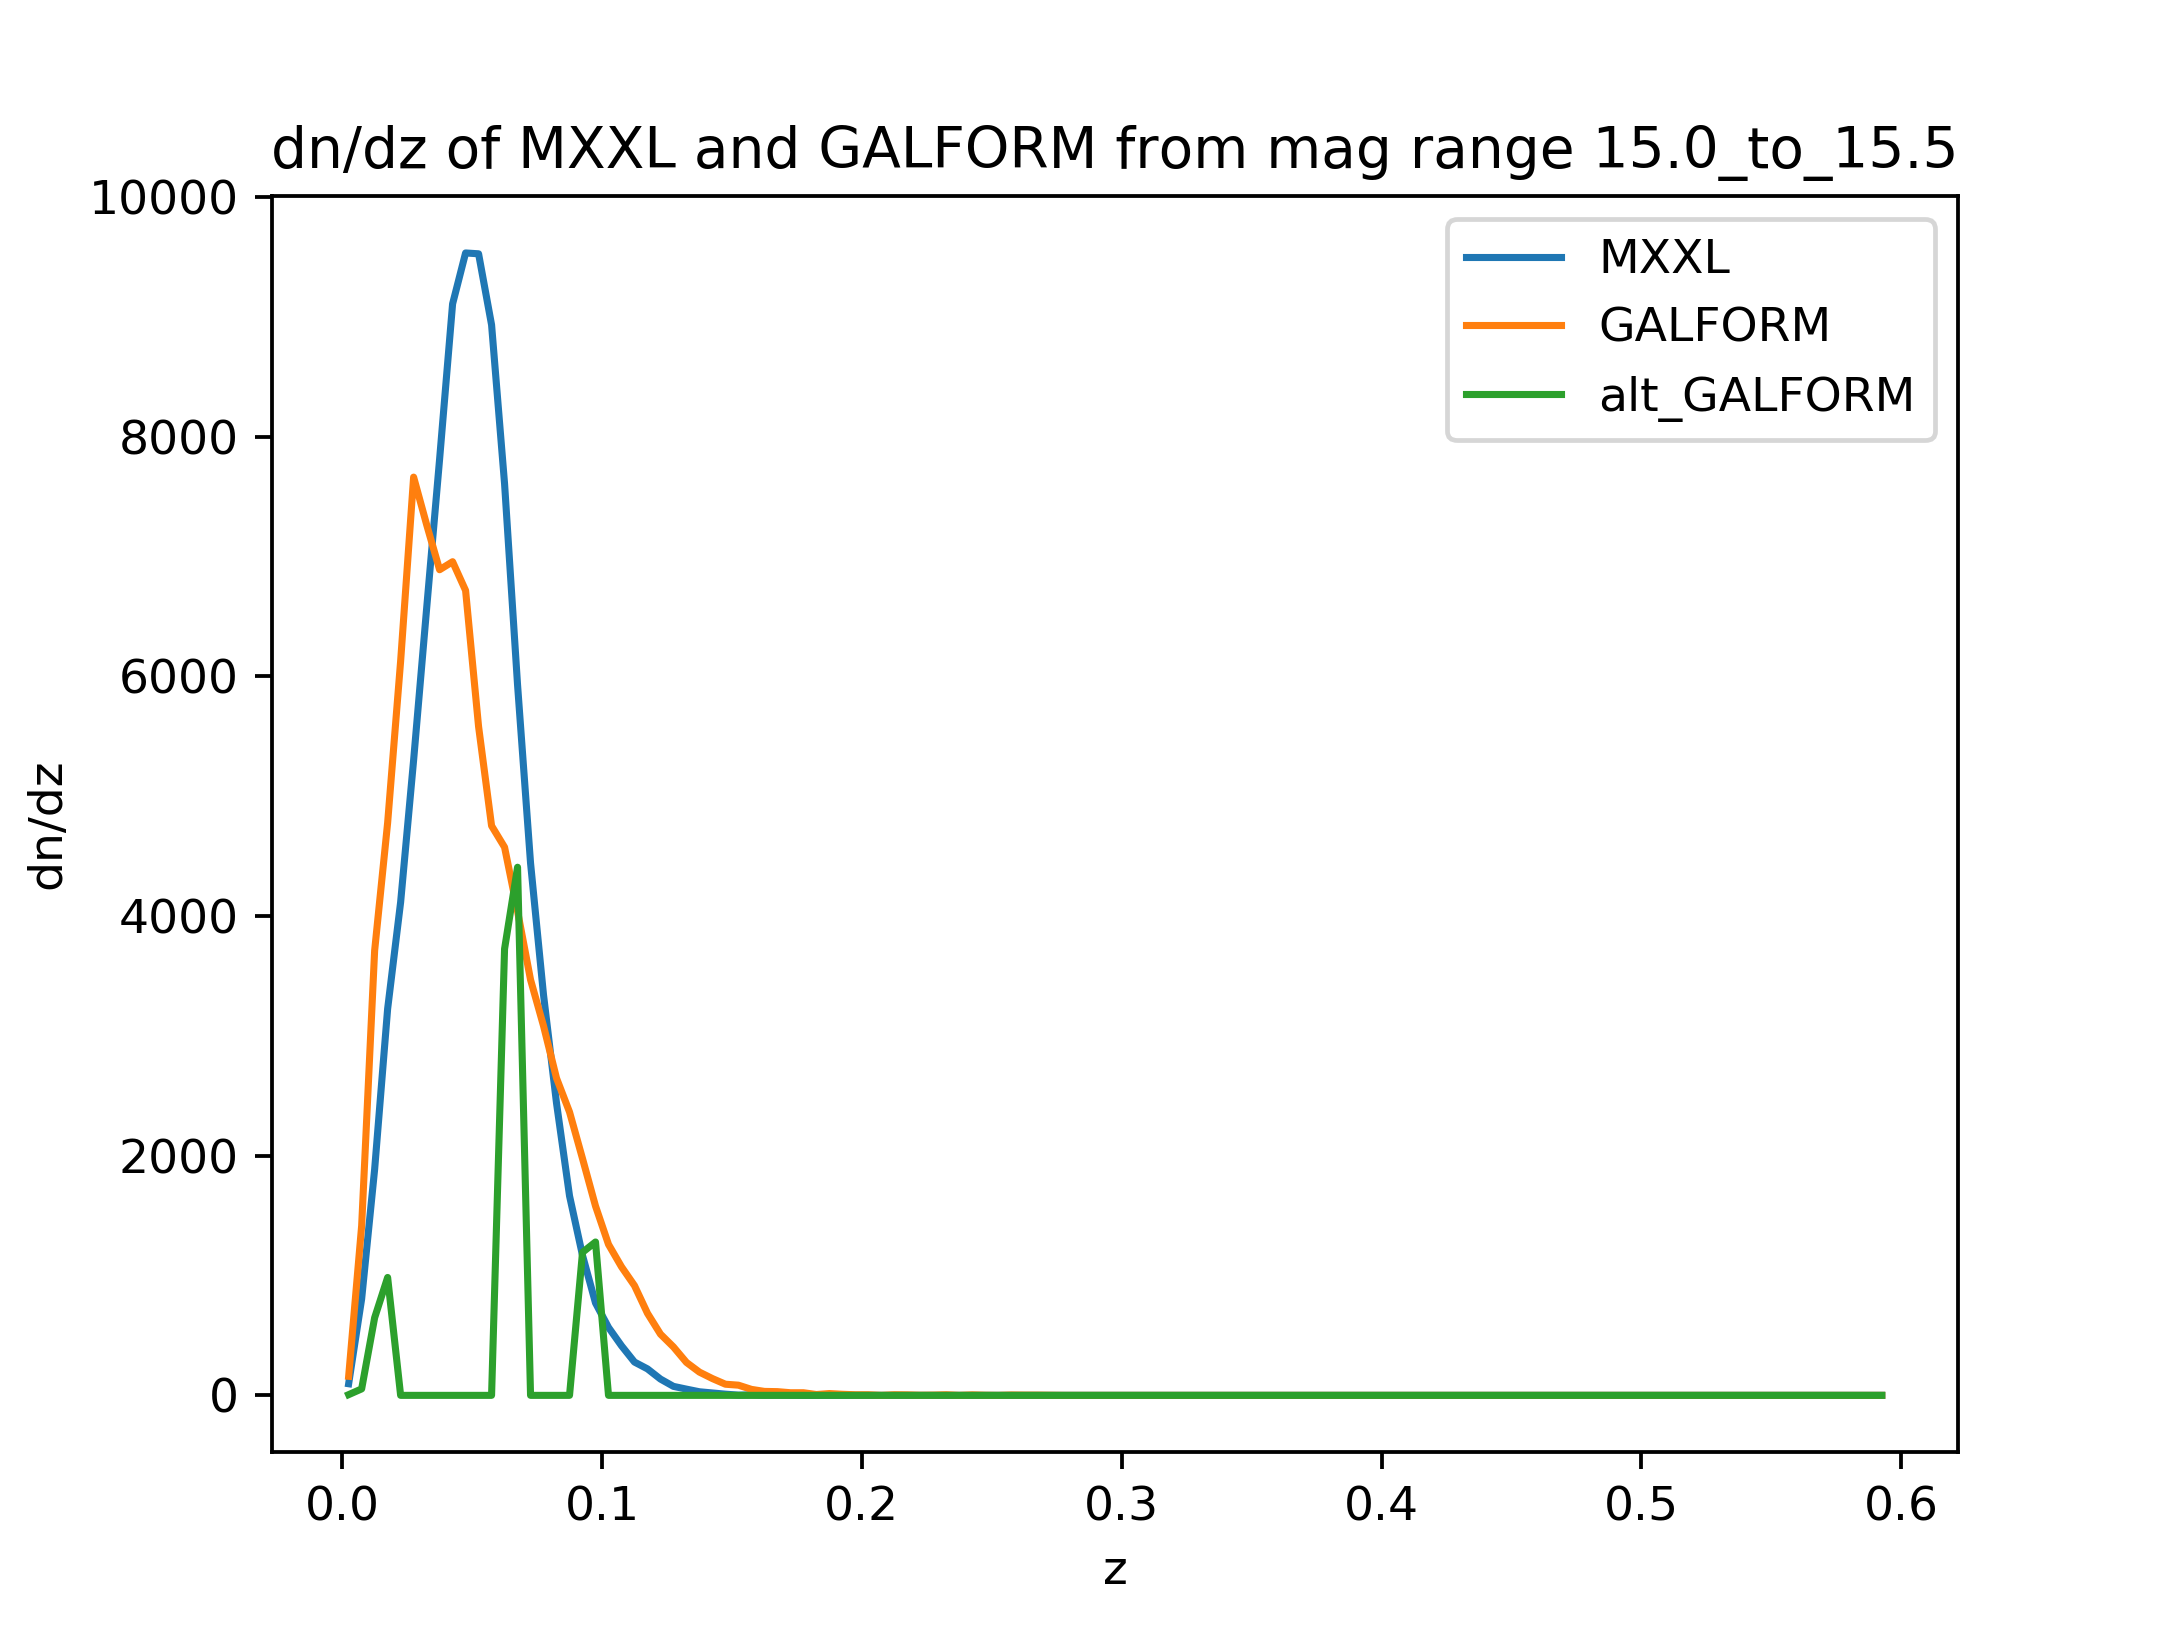 dn/dz of MXXL and GALFORM from mag range 15.0_to_15.5
10000
8000
6000
4000
2000
0
dn/dz
MXXL
GALFORM
alt_GALFORM
0.0 0.1 0.2 0.3 0.4 0.5 0.6
z